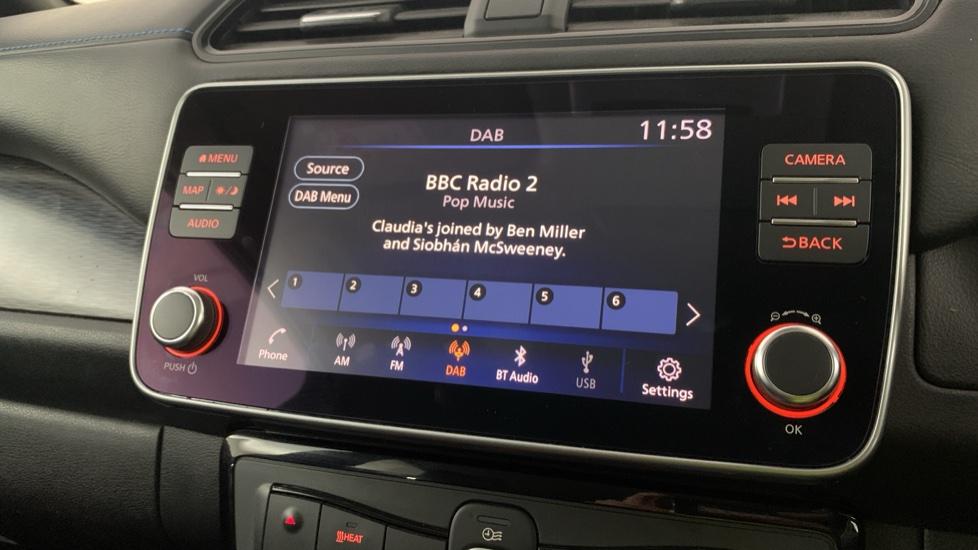 DAB
11:58
Source
DAB Menu
BBC Radio 2
Pop Music
Claudia's joined by Ben Miller
and Siobhán McSweeney.
1 2 3 4 5 6
Phone
AM
FM
DAB
BT Audio
USB
Settings
MENU
MAP
AUDIO
VOL
PUSH
CAMERA
BACK
OK
HEAT